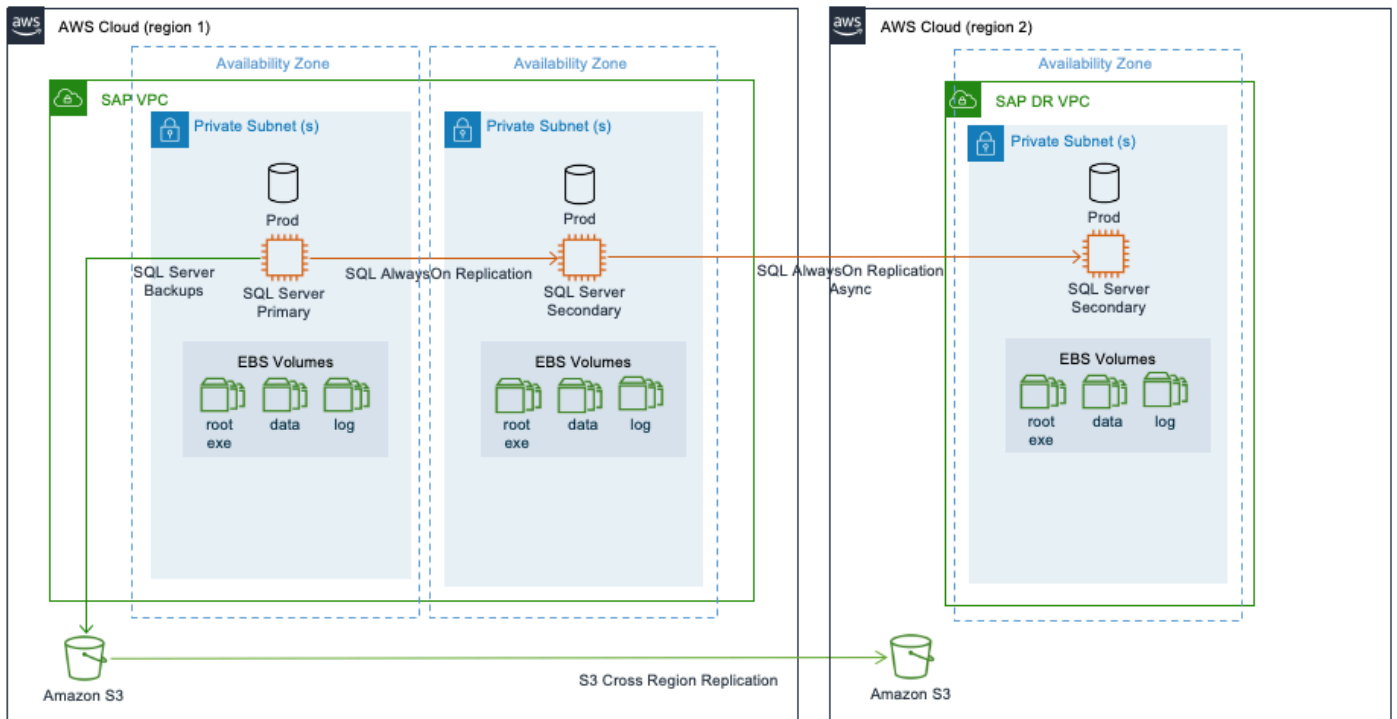 aws
AWS Cloud (region 1)
aws
AWS Cloud (region 2)
Availability Zone
Availability Zone
Availability Zone
SAP VPC
SAP DR VPC
Private Subnet (s)
Private Subnet (s)
Private Subnet (s)
Prod
Prod
Prod
SQL Server
Backups
SQL Server
Primary
SQL AlwaysOn Replication
SQL Server
Secondary
SQL AlwaysOn Replication
Async
SQL Server
Secondary
EBS Volumes
root
exe
data
log
EBS Volumes
root
exe
data
log
EBS Volumes
root
exe
data
log
Amazon S3
S3 Cross Region Replication
Amazon S3